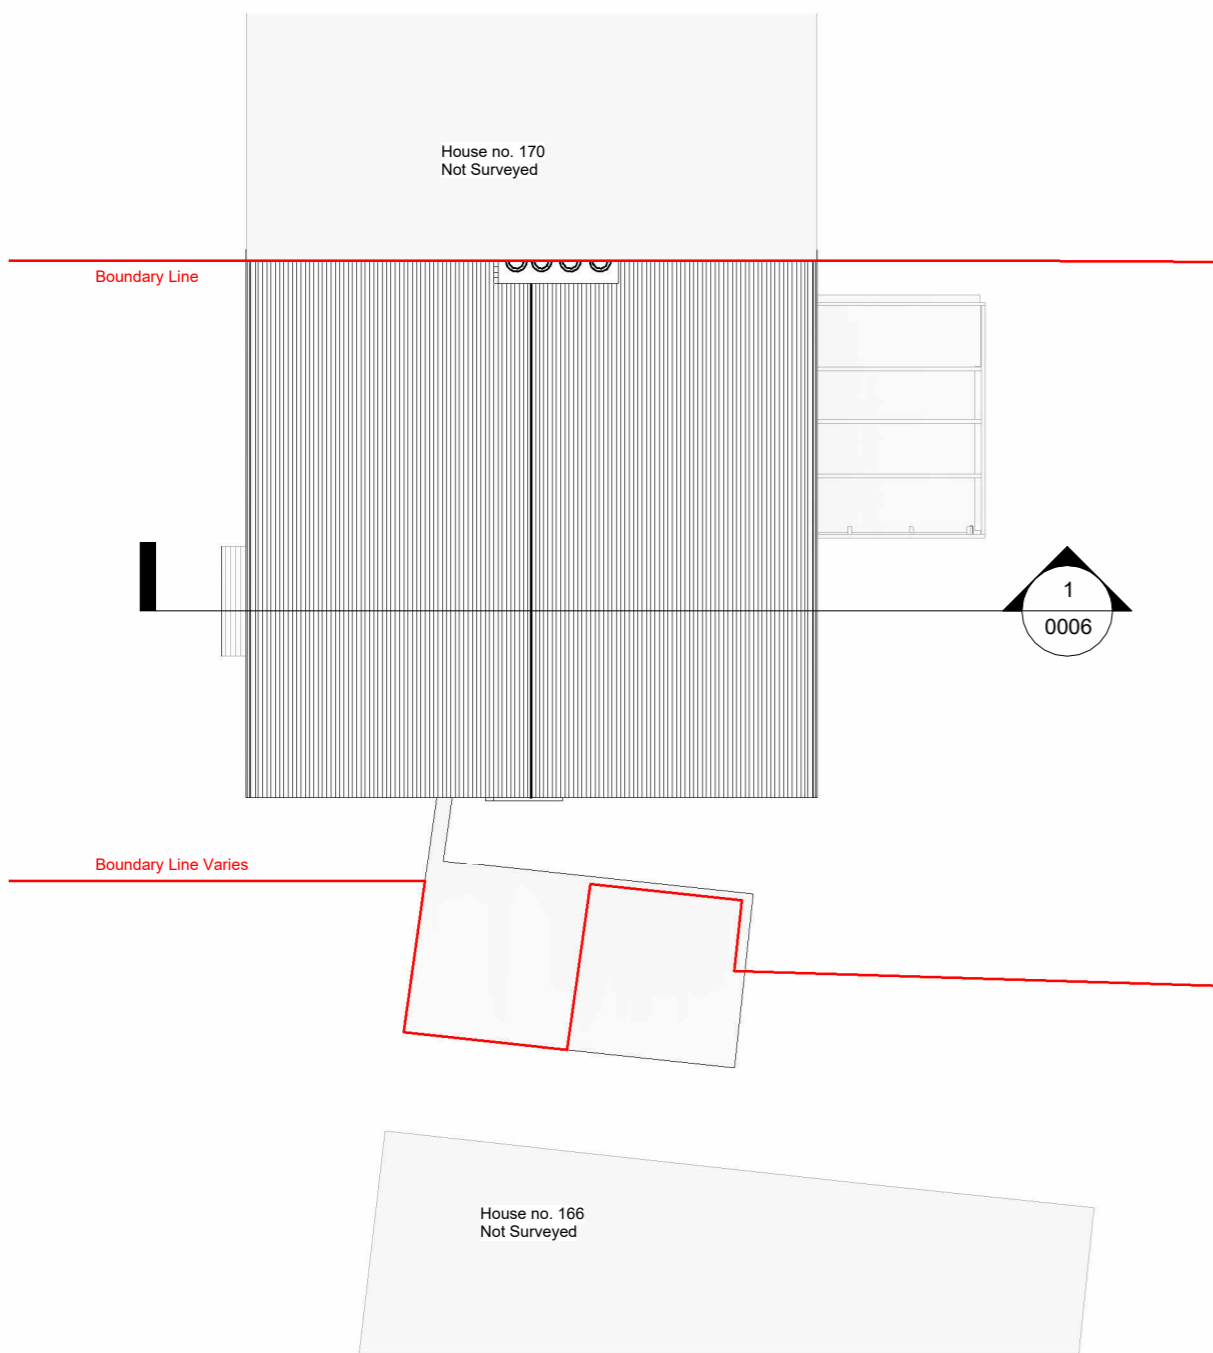 House no. 170
Not Surveyed
Boundary Line
1
0006
Boundary Line Varies
House no. 166
Not Surveyed